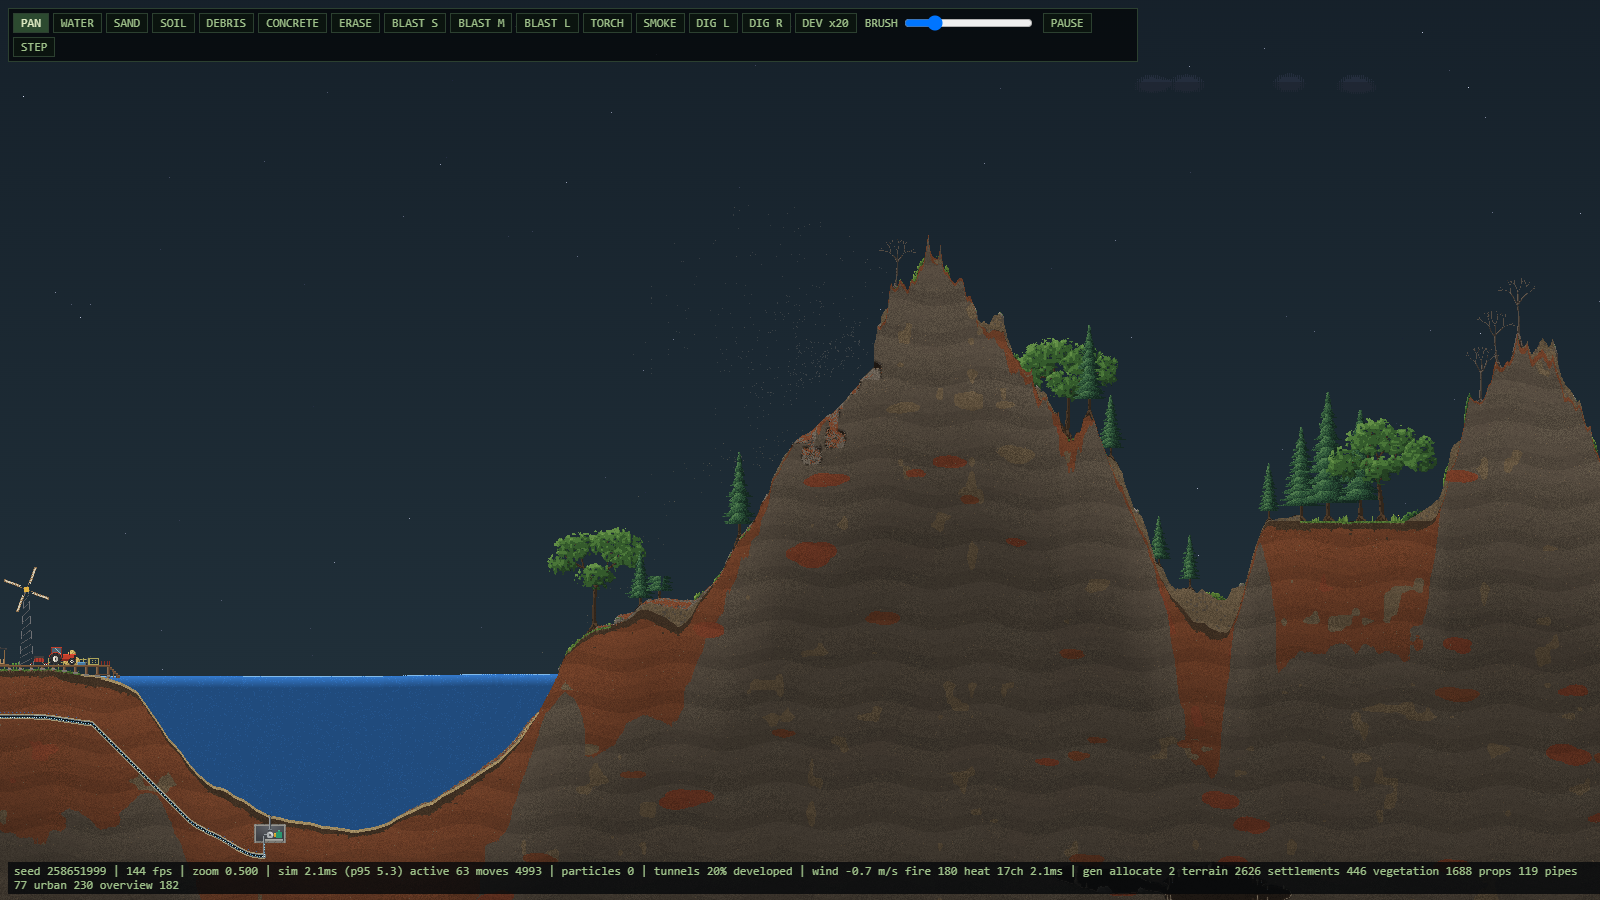 PAN WATER SAND SOIL DEBRIS CONCRETE ERASE BLAST S BLAST M BLAST L TORCH SMOKE DIG L DIG R DEV x20 BRUSH PAUSE
STEP
seed 258651999 | 144 fps | zoom 0.500 | sim 2.1ms (p95 5.3) active 63 moves 4993 | particles 0 | tunnels 20% developed | wind -0.7 m/s fire 180 heat 17ch 2.1ms | gen allocate 2 terrain 2626 settlements 446 vegetation 1688 props 119 pipes
77 urban 230 overview 182